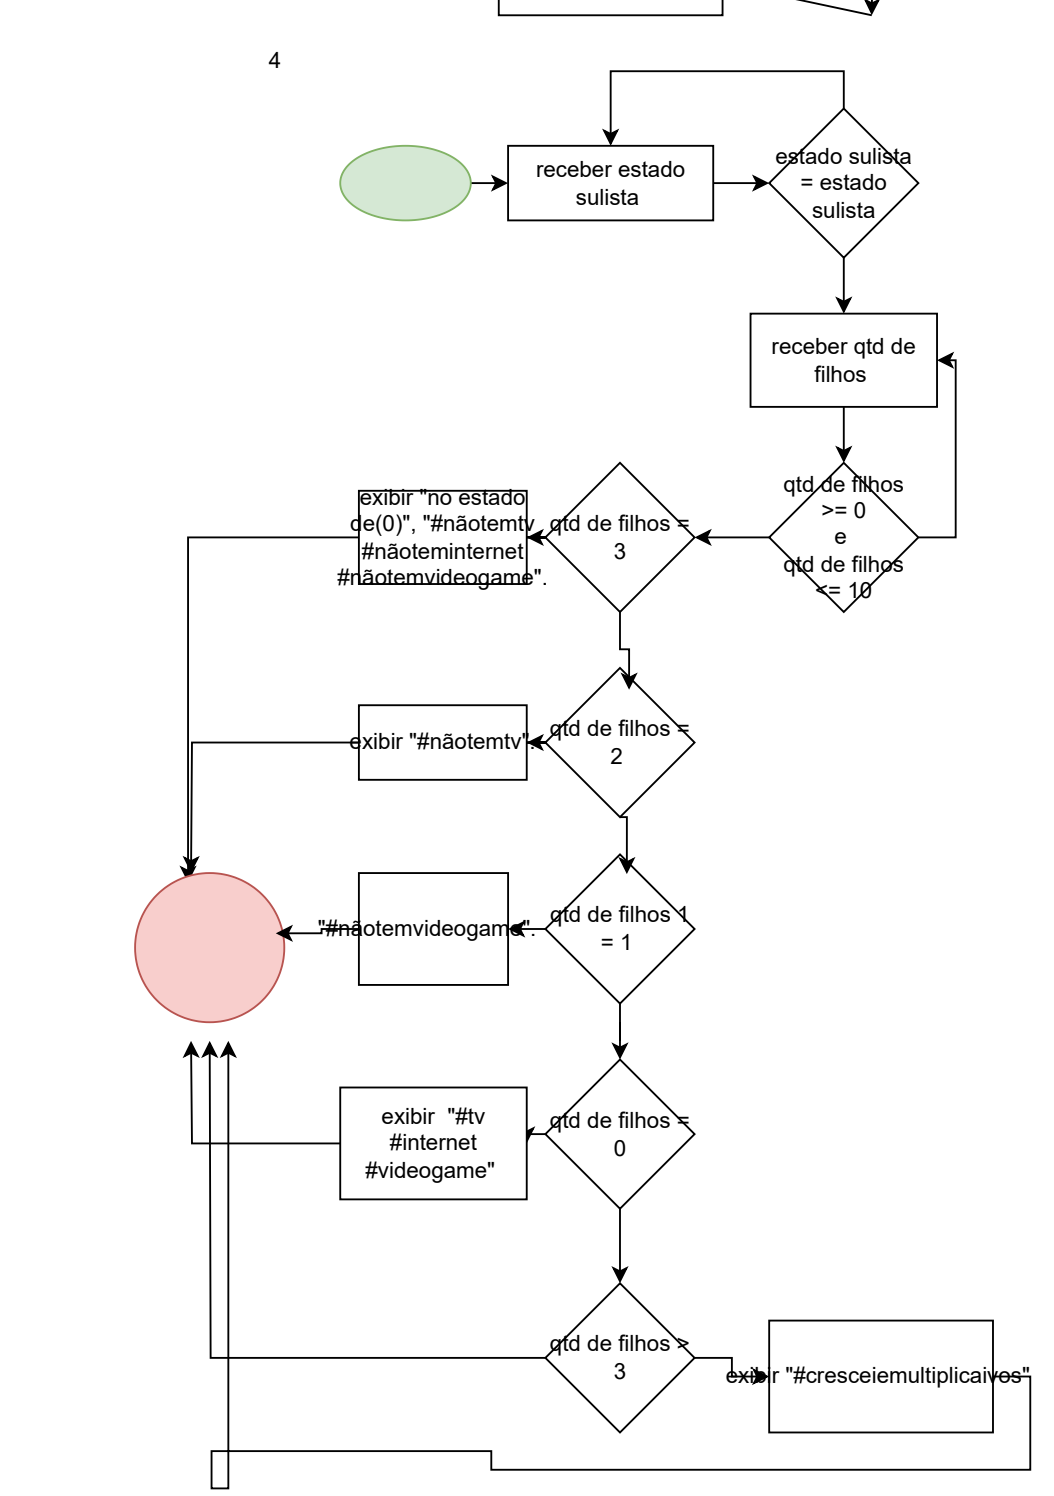 4
estado sulista
= estado
sulista
receber estado
sulista
receber qtd de
filhos
qtd de filhos
>= 0
e
qtd de filhos
<= 10
qtd de filhos =
3
exibir "no estado
de(0)", "#nãotemtv
#nãoteminternet
#nãotemvideogame".
qtd de filhos =
2
exibir "#nãotemtv".
qtd de filhos 1
= 1
"#nãotemvideogame".
qtd de filhos =
0
exibir "#tv
#internet
#videogame"
qtd de filhos >
3
exibir "#cresceiemultiplicaivos"